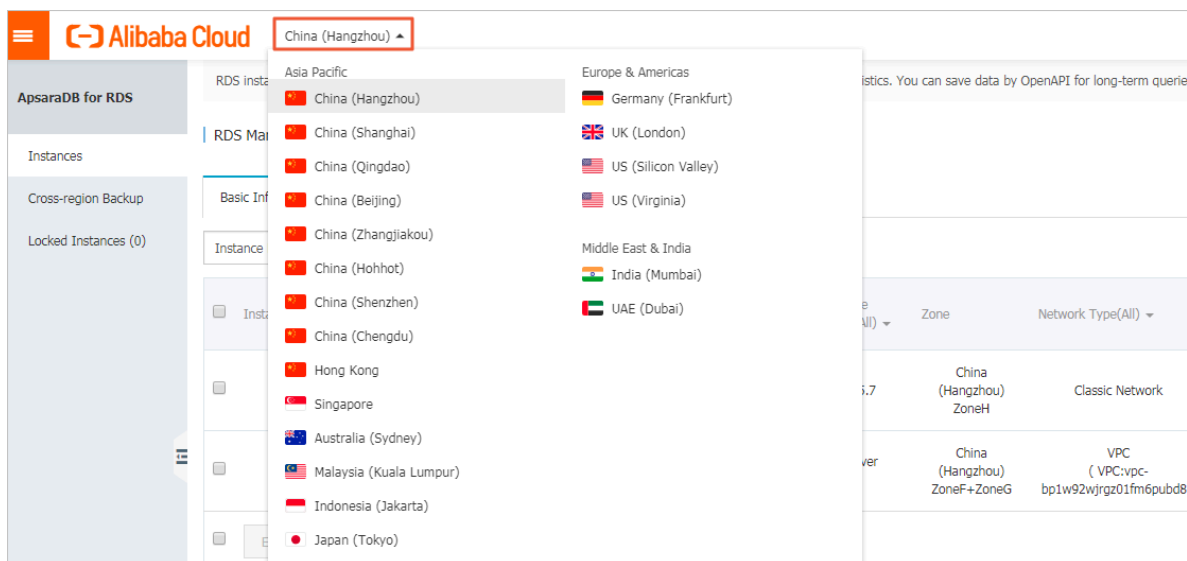 Alibaba Cloud
China (Hangzhou)
ApsaraDB for RDS
Instances
Cross-region Backup
Locked Instances (0)
RDS
istics. You can save data by OpenAPI for long-term
RDS
Basic
Instance
Asia Pacific
China (Hangzhou)
China (Shanghai)
China (Qingdao)
China (Beijing)
China (Zhangjiakou)
China (Hohhot)
China (Shenzhen)
China (Chengdu)
Hong Kong
Singapore
Australia (Sydney)
Malaysia (Kuala Lumpur)
Indonesia (Jakarta)
Japan (Tokyo)
Europe & Americas
Germany (Frankfurt)
UK (London)
US (Silicon Valley)
US (Virginia)
Middle East & India
India (Mumbai)
UAE (Dubai)
Zone
Network Type(All)
5.7
China
(Hangzhou)
ZoneH
Classic Network
ver
China
(Hangzhou)
ZoneF+ZoneG
VPC
( VPC:vpc-
bp1w92wjrgz01fm6pubd8